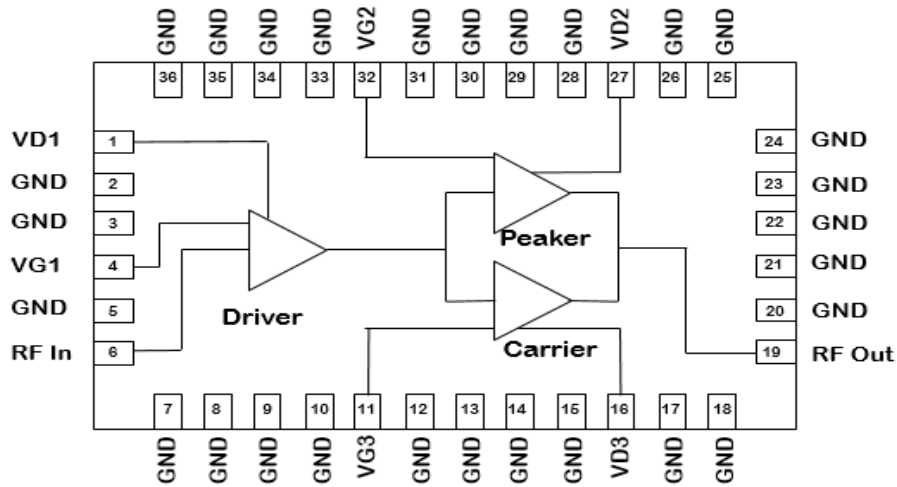 GND GND GND GND VG2 GND GND GND GND VD2 GND GND
36 35 34 33 32 31 30 29 28 27 26 25
VD1 1 24 GND
GND 2 23 GND
GND 3 22 GND
Peaker
VG1 4 21 GND
GND 5 20 GND
Driver
RF In 6 Carrier 19 RF Out
7 8 9 10 11 12 13 14 15 16 17 18
GND GND GND GND VG3 GND GND GND GND VD3 GND GND